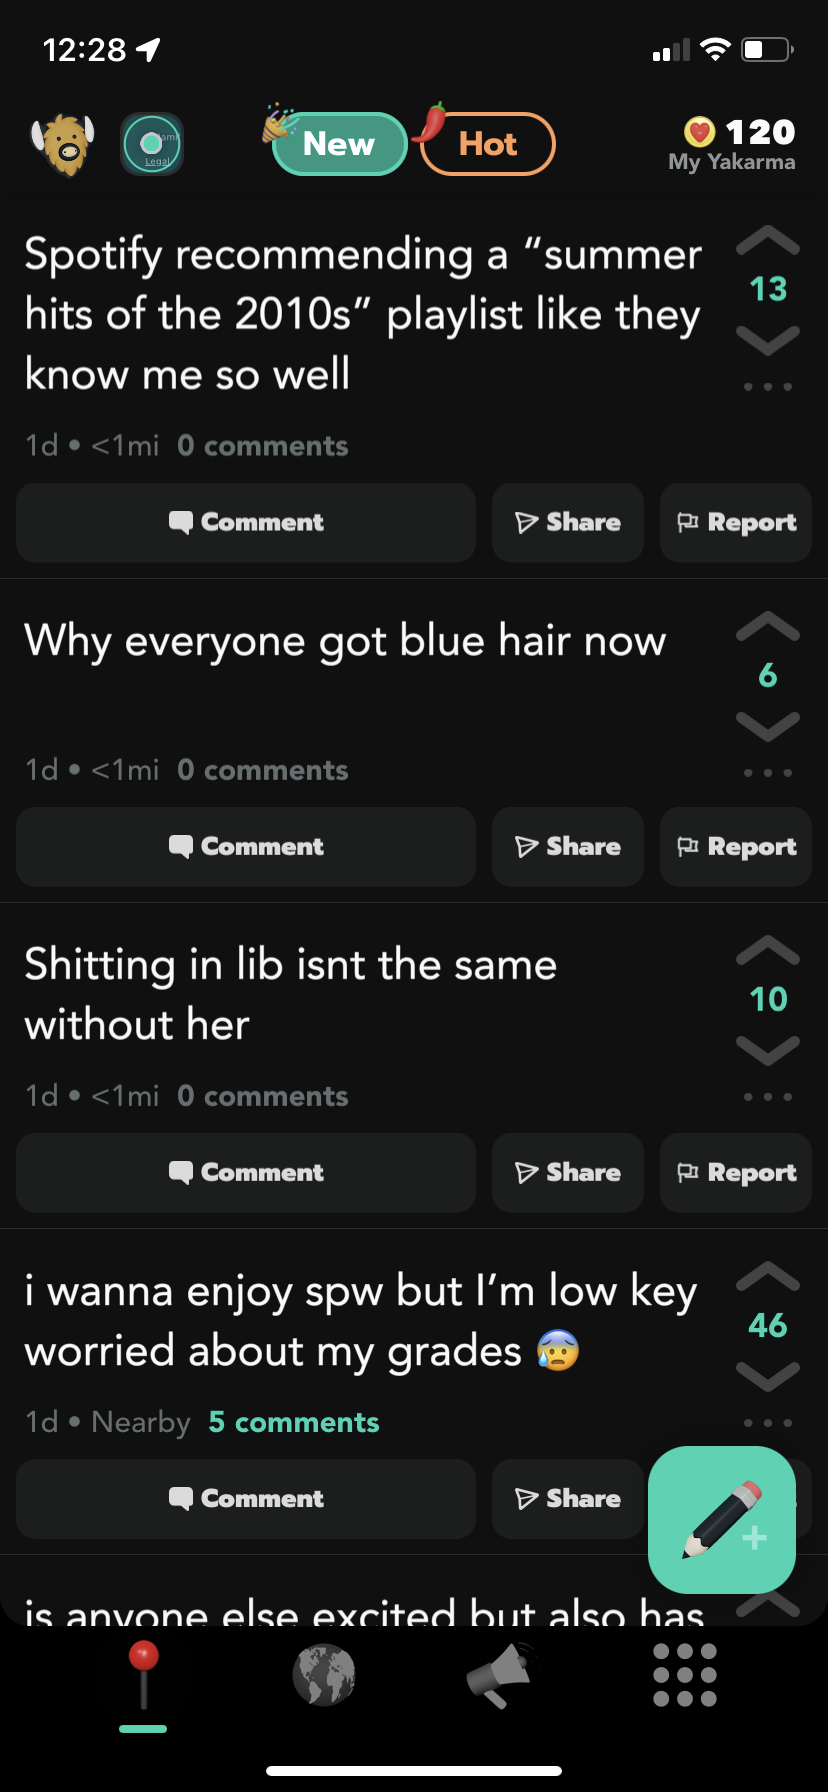 12:28
Jam
Legal
New
Hot
120
My Yakarma
Spotify recommending a “summer
hits of the 2010s” playlist like they
know me so well
13
1d • <1mi 0 comments
Comment
Share
Report
Why everyone got blue hair now
6
1d • <1mi 0 comments
Comment
Share
Report
Shitting in lib isnt the same
without her
10
1d • <1mi 0 comments
Comment
Share
Report
i wanna enjoy spw but I’m low key
worried about my grades 😰
46
1d • Nearby 5 comments
Comment
Share
is anyone else excited but also has